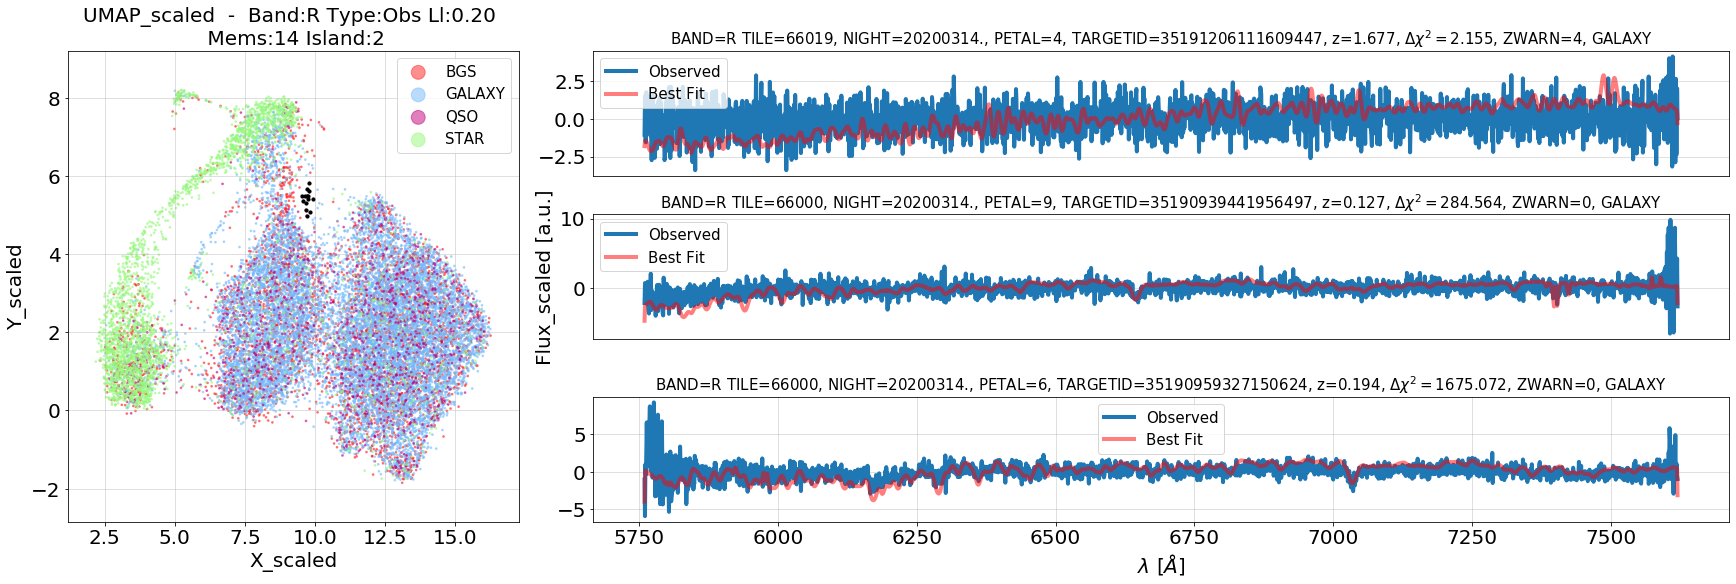 UMAP_scaled - Band:R Type:Obs Ll:0.20
Mems:14 Island:2
BGS
GALAXY
QSO
STAR
8
6
4
2
0
−2
Y_scaled
2.5
5.0
7.5
10.0
12.5
15.0
X_scaled
BAND=R TILE=66019, NIGHT=20200314., PETAL=4, TARGETID=35191206111609447, z=1.677, Δχ² = 2.155, ZWARN=4, GALAXY
Observed
Best Fit
2.5
0.0
−2.5
BAND=R TILE=66000, NIGHT=20200314., PETAL=9, TARGETID=35190939441956497, z=0.127, Δχ² = 284.564, ZWARN=0, GALAXY
Observed
Best Fit
10
0
Flux_scaled [a.u.]
BAND=R TILE=66000, NIGHT=20200314., PETAL=6, TARGETID=35190959327150624, z=0.194, Δχ² = 1675.072, ZWARN=0, GALAXY
Observed
Best Fit
5
0
−5
5750
6000
6250
6500
6750
7000
7250
7500
λ [Å]